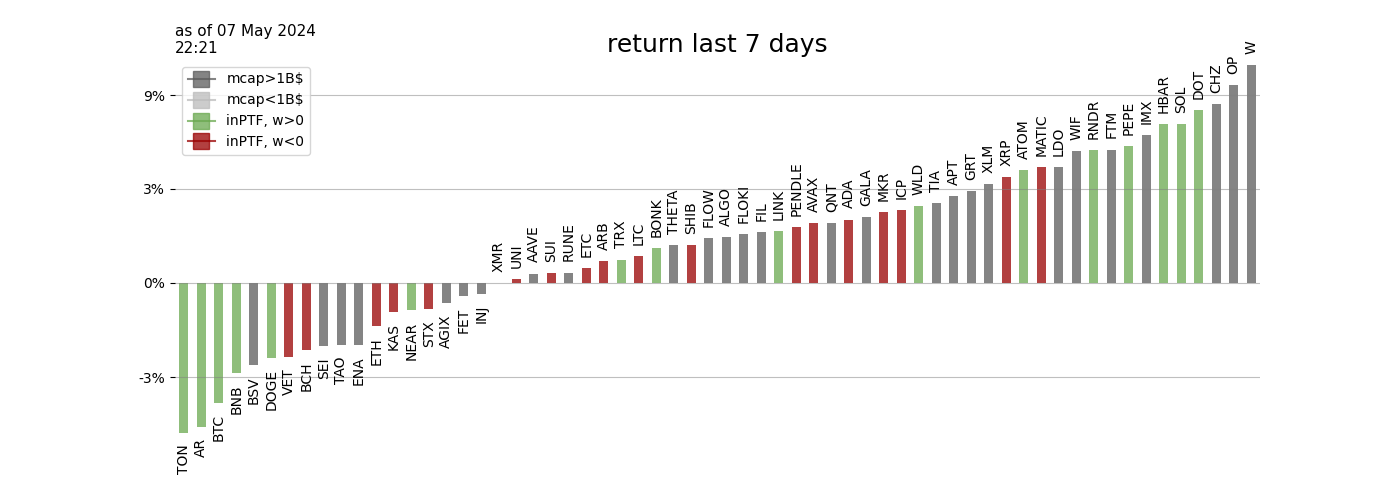 as of 07 May 2024
22:21
return last 7 days
mcap>1B$
mcap<1B$
inPTF, w>0
inPTF, w<0
9%
3%
0%
-3%
TON
AR
BTC
BNB
BSV
DOGE
VET
BCH
SEI
TAO
ENA
ETH
KAS
NEAR
STX
AGIX
FET
INJ
XMR
UNI
AAVE
SUI
RUNE
ETC
ARB
TRX
LTC
BONK
THETA
SHIB
FLOW
ALGO
FLOKI
FIL
LINK
PENDLE
AVAX
QNT
ADA
GALA
MKR
ICP
WLD
TIA
APT
GRT
XLM
XRP
ATOM
MATIC
LDO
WIF
RNDR
FTM
PEPE
IMX
HBAR
SOL
DOT
CHZ
OP
W